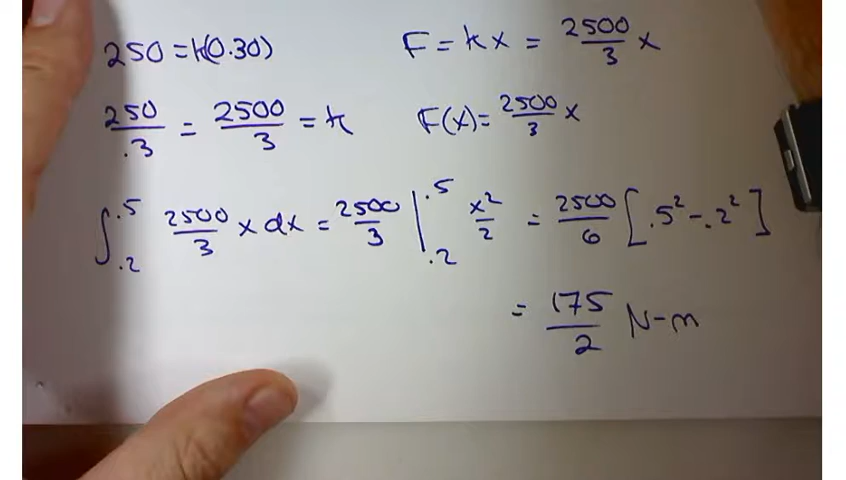 250 = k(0.30)
F = kx = 2500/3 x
250/.3 = 2500/3 = k
F(x) = 2500/3 x
∫_.2^.5 2500/3 x dx = 2500/3 |_.2^.5 x²/2 = 2500/6 [.5² - .2²]
= 175/2 N-m